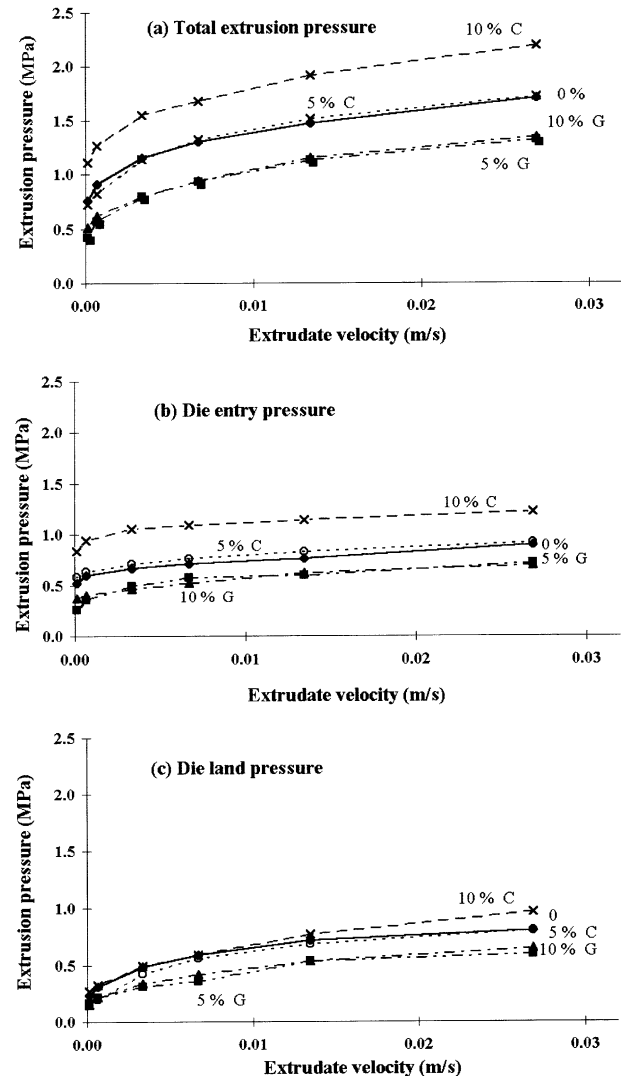 (a) Total extrusion pressure
Extrusion pressure (MPa)
2.5
2.0
1.5
1.0
0.5
0.0
10% C
5% C
0%
10% G
5% G
0.00 0.01 0.02 0.03
Extrudate velocity (m/s)
(b) Die entry pressure
Extrusion pressure (MPa)
2.5
2.0
1.5
1.0
0.5
0.0
10% C
5% C
0%
5% G
10% G
0.00 0.01 0.02 0.03
Extrudate velocity (m/s)
(c) Die land pressure
Extrusion pressure (MPa)
2.5
2.0
1.5
1.0
0.5
0.0
10% C
0
5% C
10% G
5% G
0.00 0.01 0.02 0.03
Extrudate velocity (m/s)